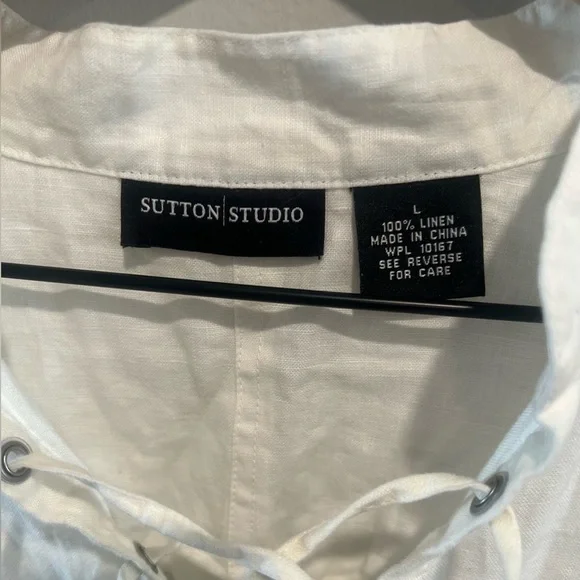 SUTTON|STUDIO
L
100% LINEN
MADE IN CHINA
WPL 10167
SEE REVERSE
FOR CARE